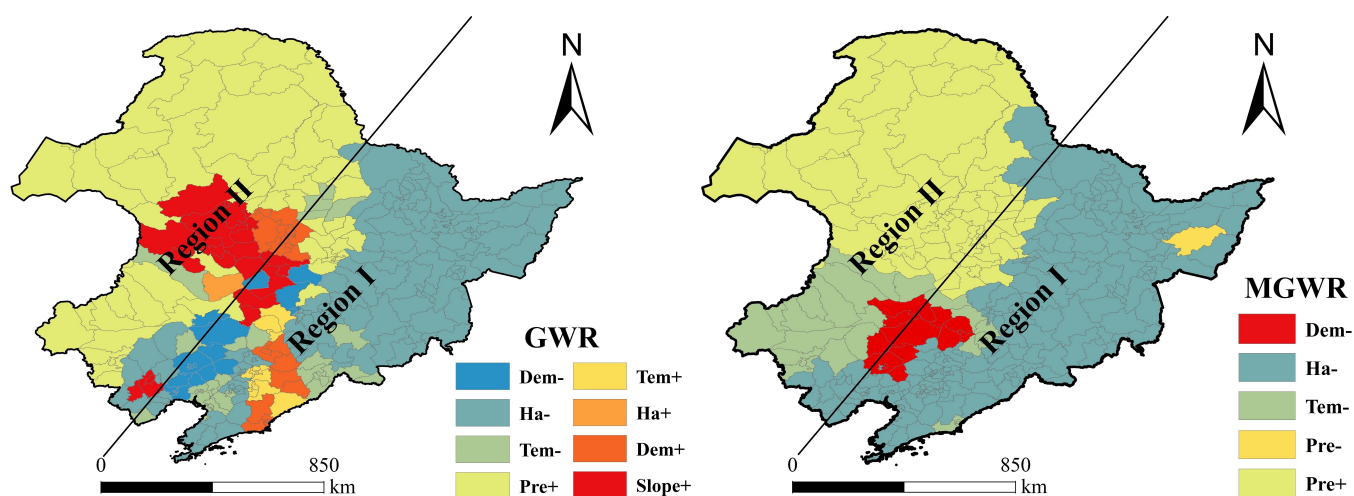 N
Region II
Region I
GWR
Dem-
Tem+
Ha-
Ha+
Tem-
Dem+
Pre+
Slope+
0
850
km
N
Region II
Region I
MGWR
Dem-
Ha-
Tem-
Pre-
Pre+
0
850
km